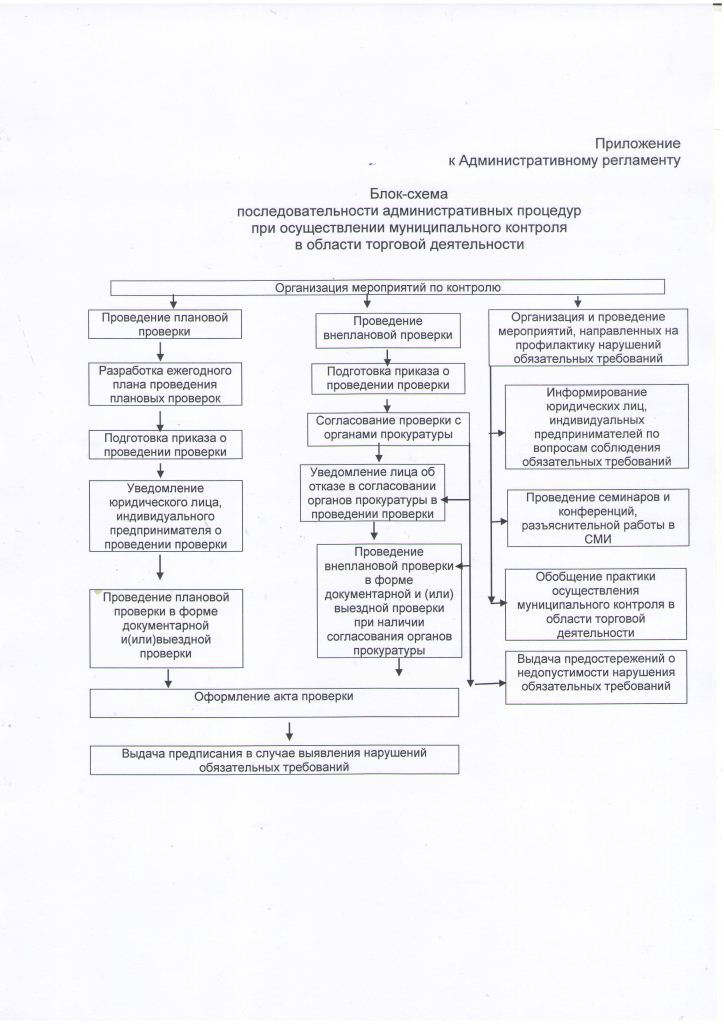 Приложение
к Административному регламенту
Блок-схема
последовательности административных процедур
при осуществлении муниципального контроля
в области торговой деятельности
Организация мероприятий по контролю
Проведение плановой
проверки
Разработка ежегодного
плана проведения
плановых проверок
Подготовка приказа о
проведении проверки
Уведомление
юридического лица,
индивидуального
предпринимателя о
проведении проверки
Проведение плановой
проверки в форме
документарной
и(или)выездной
проверки
Проведение
внеплановой проверки
Подготовка приказа о
проведении проверки
Согласование проверки с
органами прокуратуры
Уведомление лица об
отказе в согласовании
органов прокуратуры в
проведении проверки
Проведение
внеплановой проверки
в форме
документарной и (или)
выездной проверки
при наличии
согласования органов
прокуратуры
Организация и проведение
мероприятий, направленных на
профилактику нарушений
обязательных требований
Информирование
юридических лиц,
индивидуальных
предпринимателей по
вопросам соблюдения
обязательных требований
Проведение семинаров и
конференций,
разъяснительной работы в
СМИ
Обобщение практики
осуществления
муниципального контроля в
области торговой
деятельности
Выдача предостережений о
недопустимости нарушения
обязательных требований
Оформление акта проверки
Выдача предписания в случае выявления нарушений
обязательных требований